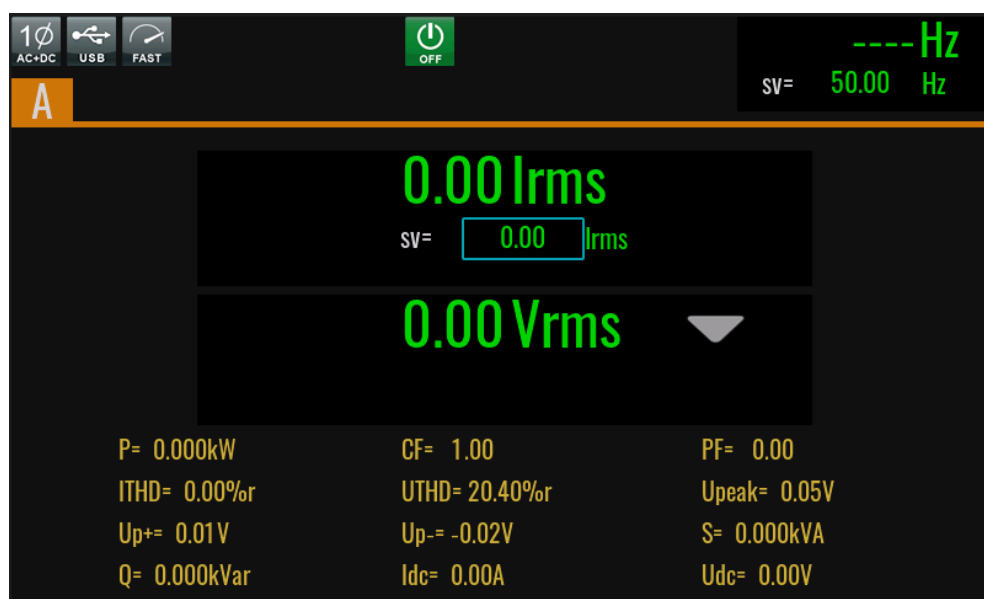 1Ø
AC+DC
USB
FAST
OFF
---- Hz
SV= 50.00 Hz
A
0.00 Irms
SV= 0.00 Irms
0.00 Vrms
P= 0.000kW CF= 1.00 PF= 0.00
ITHD= 0.00%r UTHD= 20.40%r Upeak= 0.05V
Up+= 0.01V Up-= -0.02V S= 0.000kVA
Q= 0.000kVar Idc= 0.00A Udc= 0.00V